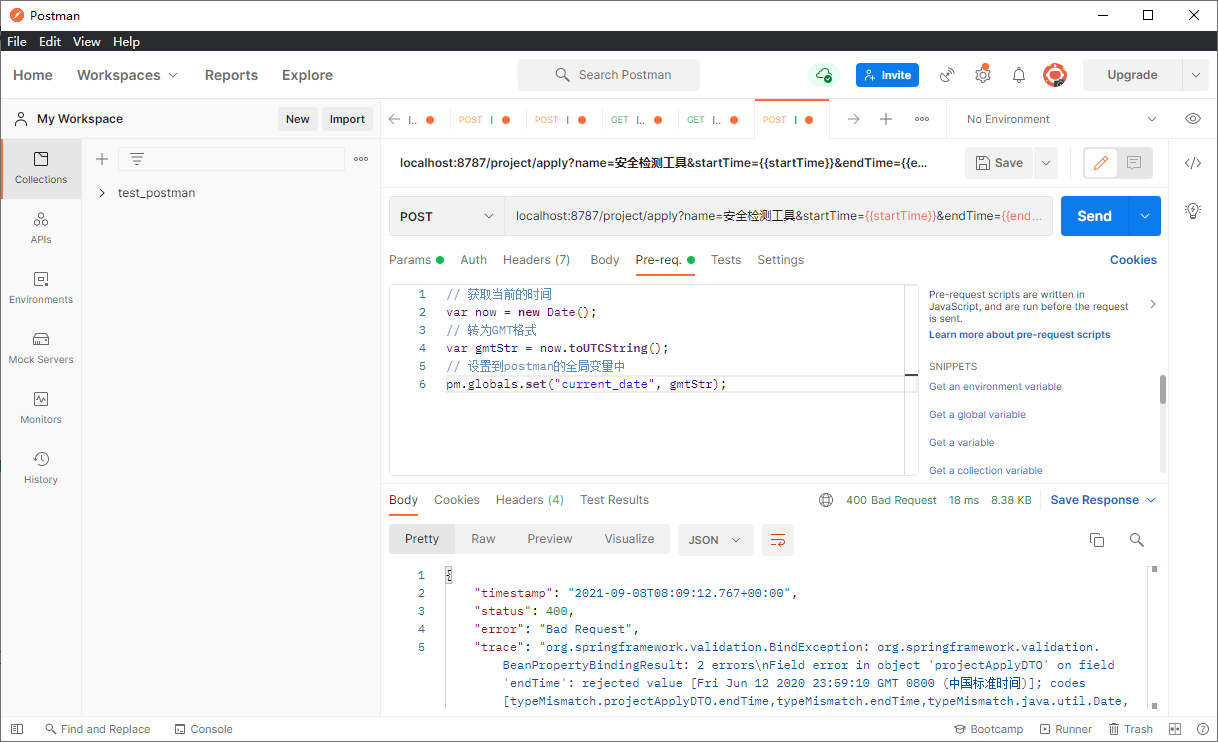 Postman
File Edit View Help
Home Workspaces Reports Explore Search Postman Invite Upgrade
My Workspace New Import
I.. POST I POST I GET I.. GET I.. POST I No Environment
Collections
APIs
Environments
Mock Servers
Monitors
History
test_postman
localhost:8787/project/apply?name=安全检测工具&startTime={{startTime}}&endTime={{e... Save
POST localhost:8787/project/apply?name=安全检测工具&startTime={{startTime}}&endTime={{end... Send
Params Auth Headers (7) Body Pre-req. Tests Settings Cookies
1 // 获取当前的时间
2 var now = new Date();
3 // 转为GMT格式
4 var gmtStr = now.toUTCString();
5 // 设置到postman的全局变量中
6 pm.globals.set("current_date", gmtStr);
Pre-request scripts are written in
JavaScript, and are run before the request
is sent.
Learn more about pre-request scripts
SNIPPETS
Get an environment variable
Get a global variable
Get a variable
Get a collection variable
Body Cookies Headers (4) Test Results 400 Bad Request 18 ms 8.38 KB Save Response
Pretty Raw Preview Visualize JSON
1 {
2 "timestamp": "2021-09-08T08:09:12.767+00:00",
3 "status": 400,
4 "error": "Bad Request",
5 "trace": "org.springframework.validation.BindException: org.springframework.validation.
BeanPropertyBindingResult: 2 errors\nField error in object 'projectApplyDTO' on field
'endTime': rejected value [Fri Jun 12 2020 23:59:10 GMT 0800 (中国标准时间)]; codes
[typeMismatch.projectApplyDTO.endTime,typeMismatch.endTime,typeMismatch.java.util.Date,
Find and Replace Console Bootcamp Runner Trash